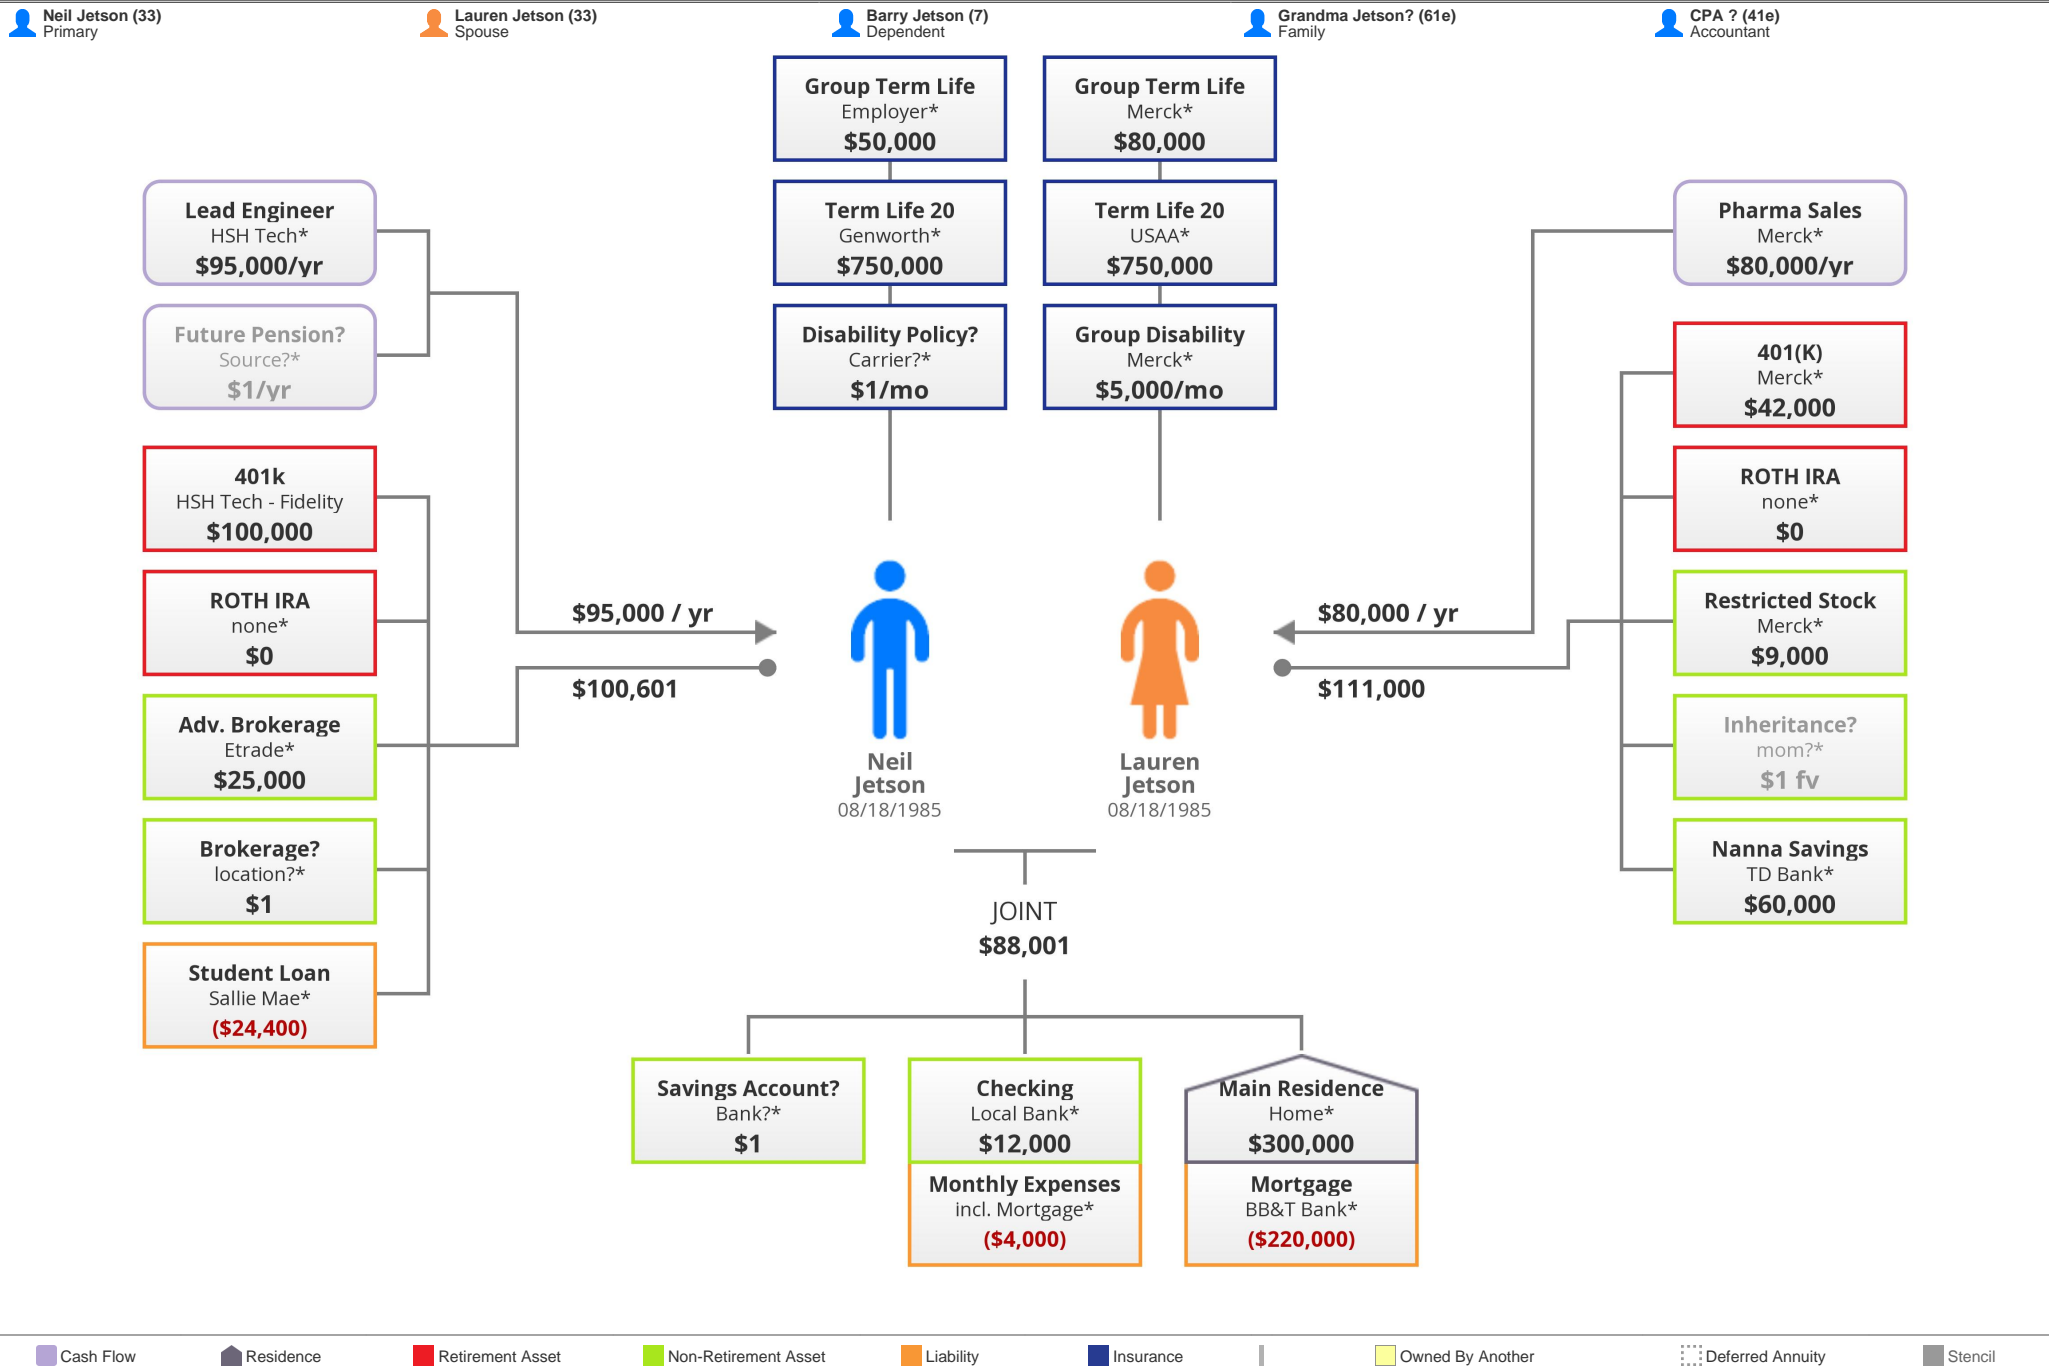 Neil Jetson (33)
Primary
Lauren Jetson (33)
Spouse
Barry Jetson (7)
Dependent
Grandma Jetson? (61e)
Family
CPA ? (41e)
Accountant
Group Term Life
Employer*
$50,000
Group Term Life
Merck*
$80,000
Lead Engineer
HSH Tech*
$95,000/yr
Term Life 20
Genworth*
$750,000
Term Life 20
USAA*
$750,000
Pharma Sales
Merck*
$80,000/yr
Future Pension?
Source?*
$1/yr
Disability Policy?
Carrier?*
$1/mo
Group Disability
Merck*
$5,000/mo
401(K)
Merck*
$42,000
401k
HSH Tech - Fidelity
$100,000
ROTH IRA
none*
$0
ROTH IRA
none*
$0
Restricted Stock
Merck*
$9,000
$95,000 / yr
$100,601
$80,000 / yr
$111,000
Adv. Brokerage
Etrade*
$25,000
Inheritance?
mom?*
$1 fv
Neil
Jetson
08/18/1985
Lauren
Jetson
08/18/1985
Brokerage?
location?*
$1
Nanna Savings
TD Bank*
$60,000
JOINT
$88,001
Student Loan
Sallie Mae*
($24,400)
Savings Account?
Bank?*
$1
Checking
Local Bank*
$12,000
Main Residence
Home*
$300,000
Monthly Expenses
incl. Mortgage*
($4,000)
Mortgage
BB&T Bank*
($220,000)
Cash Flow
Residence
Retirement Asset
Non-Retirement Asset
Liability
Insurance
Owned By Another
Deferred Annuity
Stencil